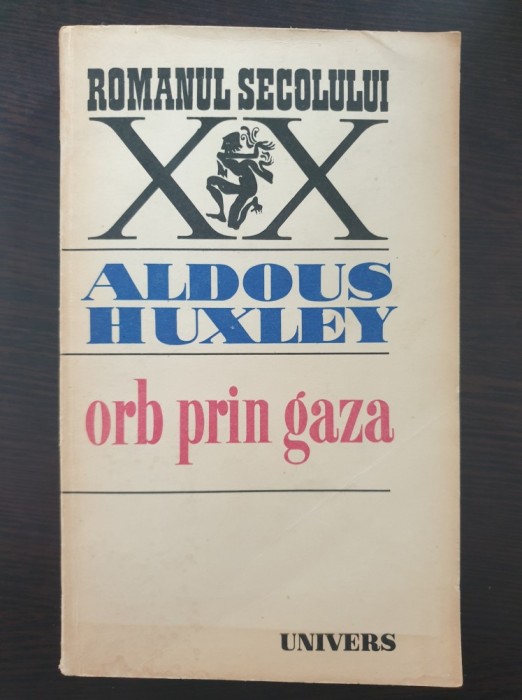 ROMANUL SECOLULUI
XX
ALDOUS
HUXLEY
orb prin gaza
UNIVERS